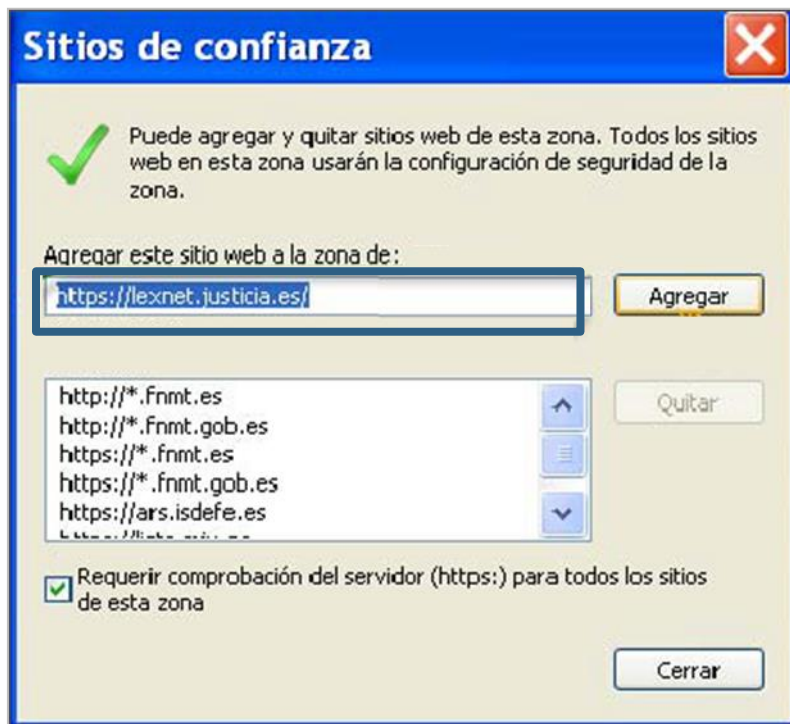 Sitios de confianza
Puede agregar y quitar sitios web de esta zona. Todos los sitios
web en esta zona usarán la configuración de seguridad de la
zona.
Agregar este sitio web a la zona de:
https://lexnet.justicia.es/
Agregar
http://*.fnmt.es
http://*.fnmt.gob.es
https://*.fnmt.es
https://*.fnmt.gob.es
https://ars.isdefe.es
Quitar
Requerir comprobación del servidor (https:) para todos los sitios
de esta zona
Cerrar